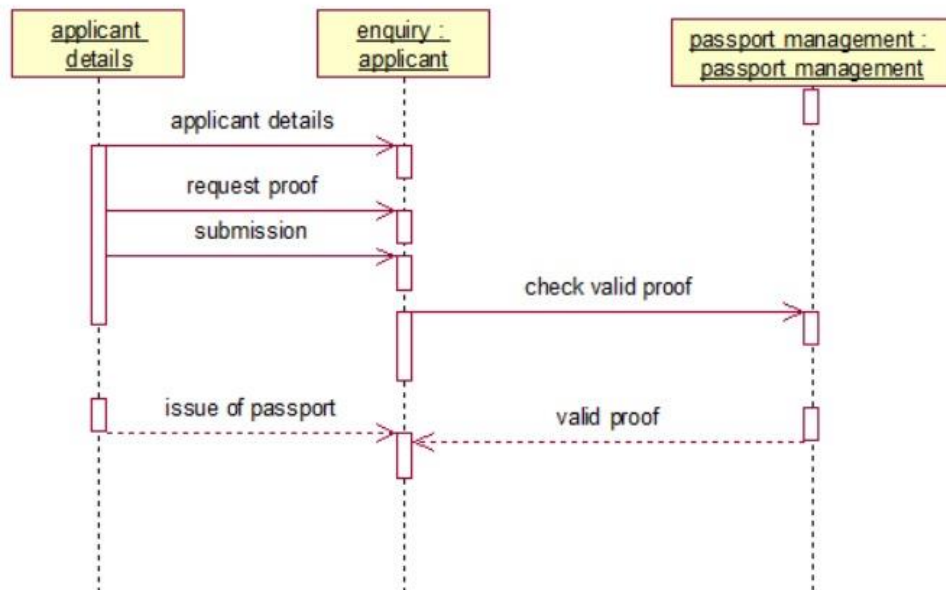 applicant
details
enquiry :
applicant
passport management :
passport management
applicant details
request proof
submission
check valid proof
issue of passport
valid proof